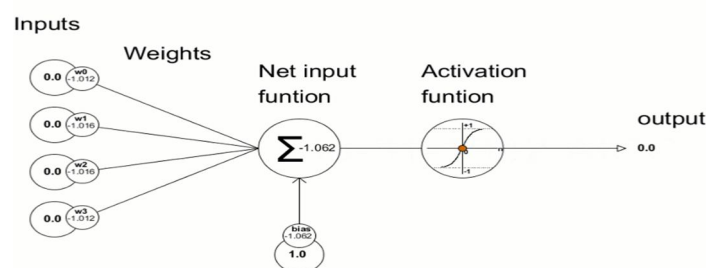 Inputs
Weights
Net input
funtion
Activation
funtion
output
0.0 w0
-1.012
0.0 w1
-1.016
0.0 w2
-1.016
0.0 w3
-1.012
Σ -1.062
bias
-1.062
1.0
+1
-1
0.0